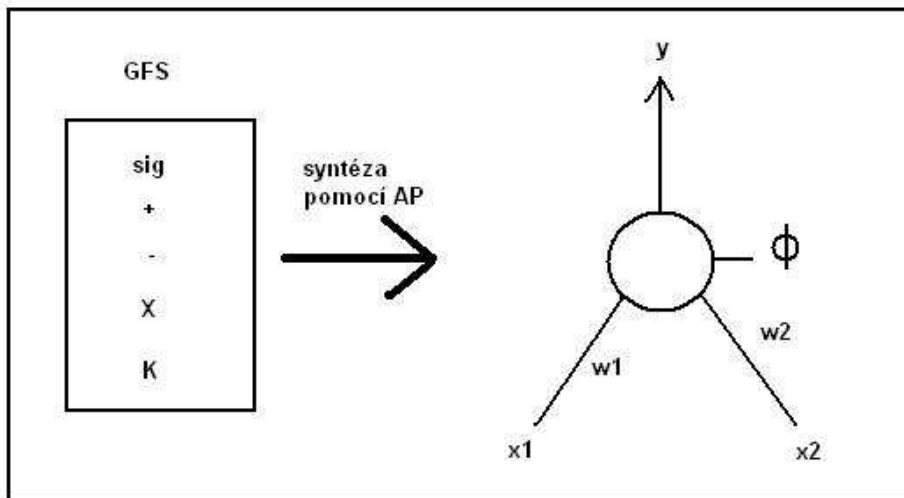 GFS
sig
+
-
X
K
syntéza
pomocí AP
y
ϕ
w1
w2
x1
x2